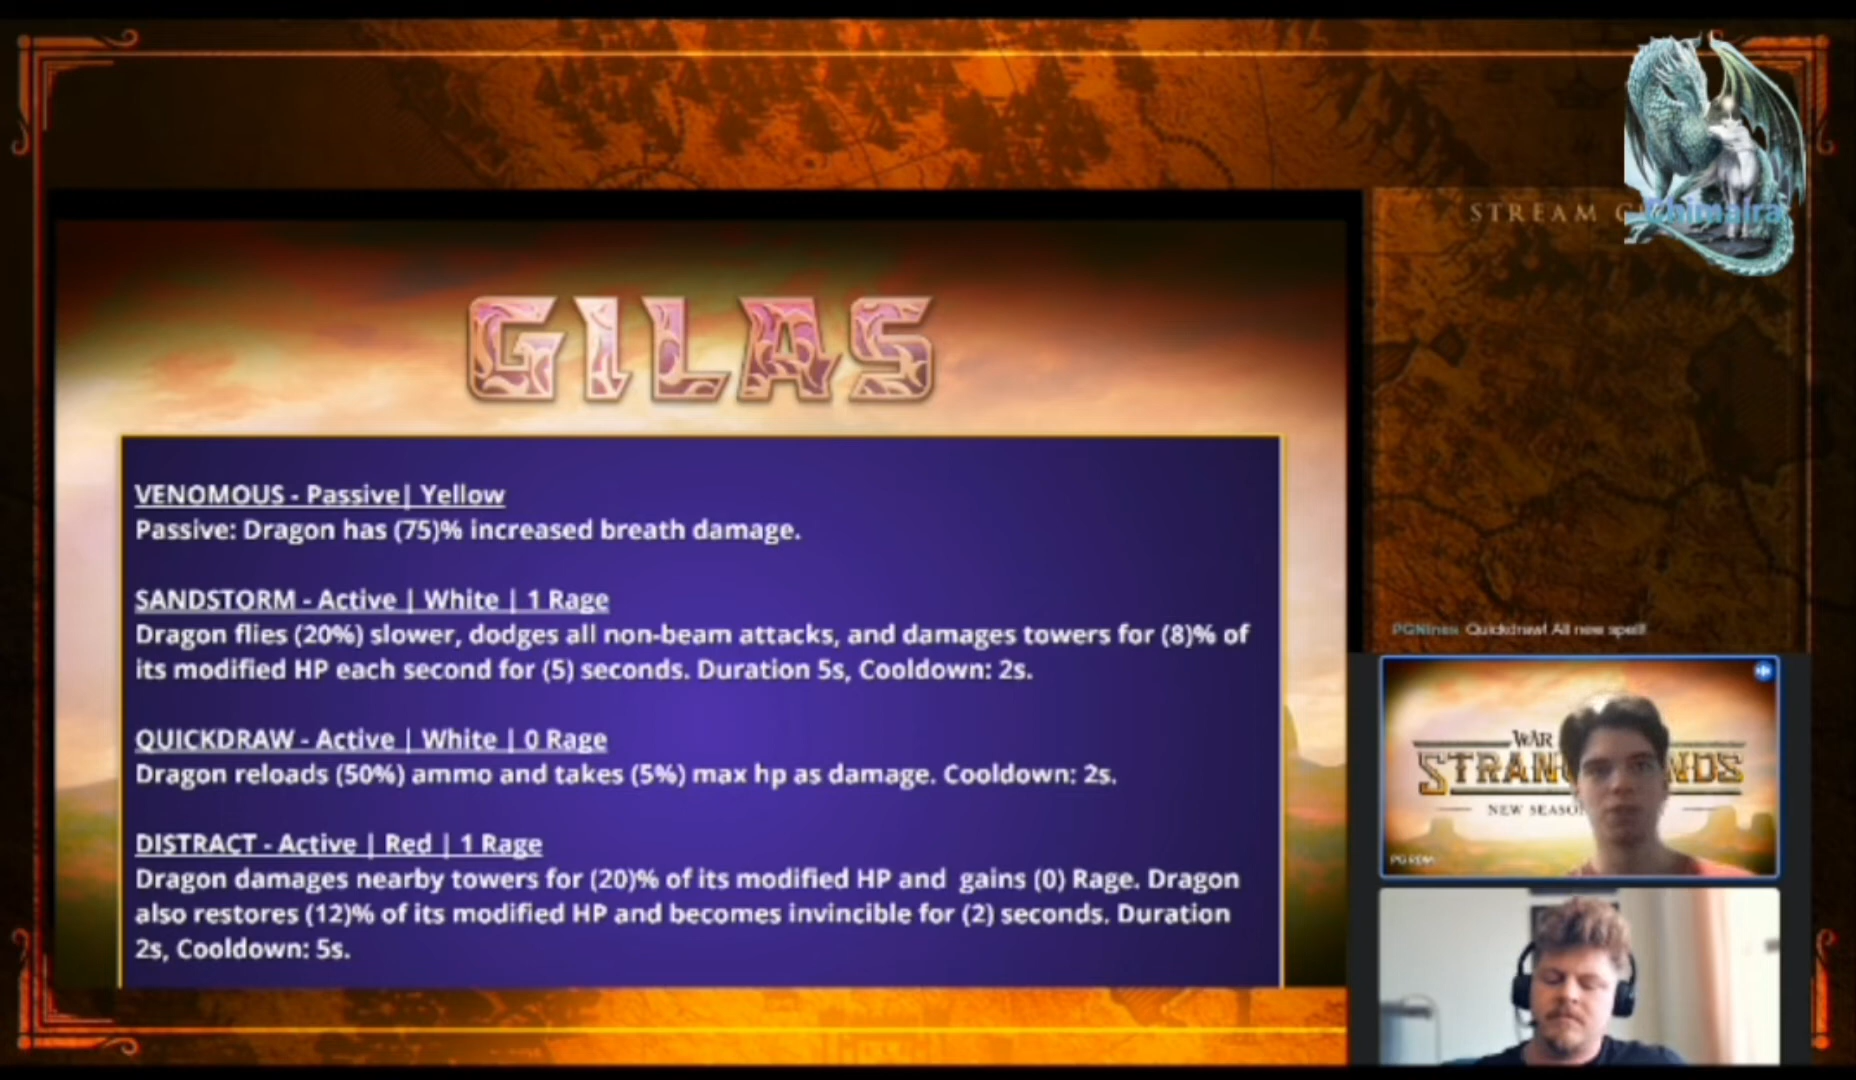 STREAM
Chimaira
GILAS
VENOMOUS - Passive| Yellow
Passive: Dragon has (75)% increased breath damage.
SANDSTORM - Active | White | 1 Rage
Dragon flies (20%) slower, dodges all non-beam attacks, and damages towers for (8)% of
its modified HP each second for (5) seconds. Duration 5s, Cooldown: 2s.
QUICKDRAW - Active | White | 0 Rage
Dragon reloads (50%) ammo and takes (5%) max hp as damage. Cooldown: 2s.
DISTRACT - Active | Red | 1 Rage
Dragon damages nearby towers for (20)% of its modified HP and gains (0) Rage. Dragon
also restores (12)% of its modified HP and becomes invincible for (2) seconds. Duration
2s, Cooldown: 5s.
Quickdraw! All new spell!
WAR
NEW